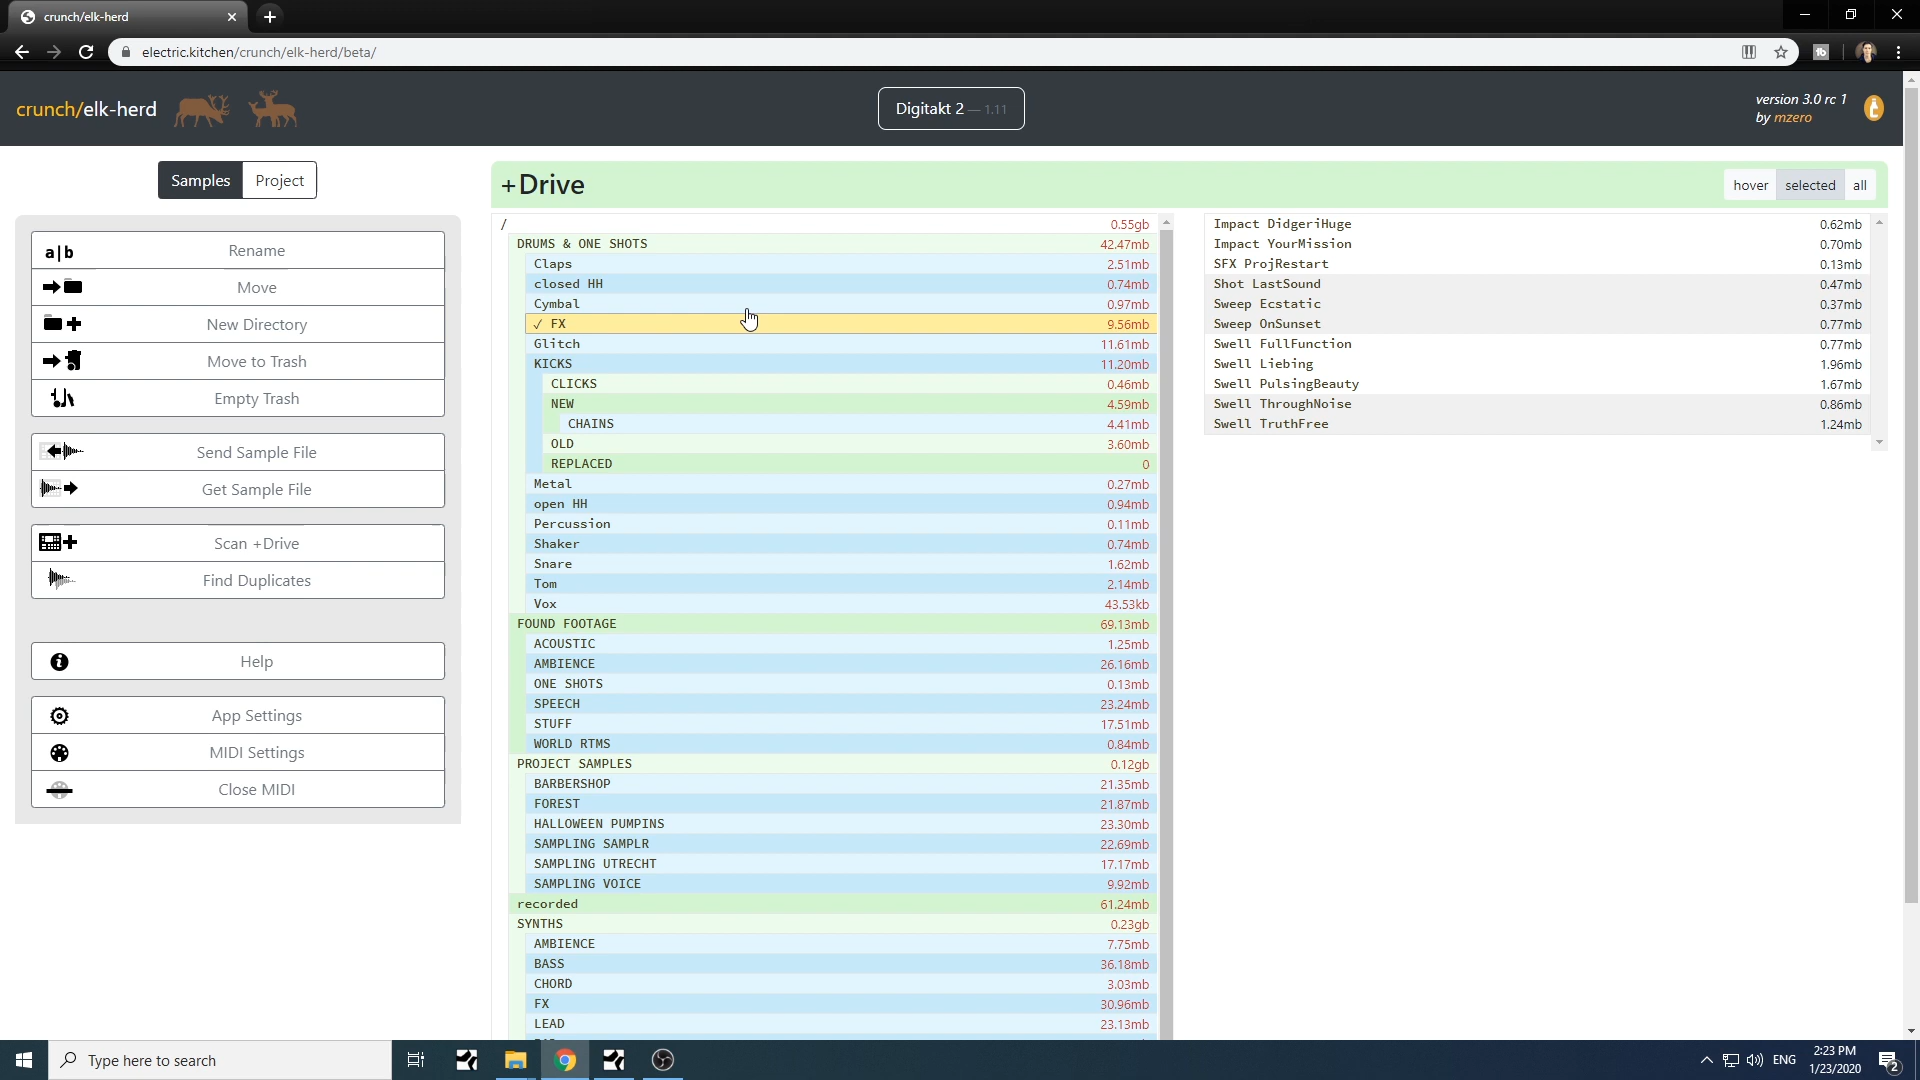 crunch/elk-herd
electric.kitchen/crunch/elk-herd/beta/
crunch/elk-herd
Digitakt 2 — 1.11
version 3.0 rc 1
by mzero
Samples
Project
a|b
Rename
Move
New Directory
Move to Trash
Empty Trash
Send Sample File
Get Sample File
Scan +Drive
Find Duplicates
Help
App Settings
MIDI Settings
Close MIDI
+Drive
hover
selected
all
/ 0.55gb
DRUMS & ONE SHOTS 42.47mb
Claps 2.51mb
closed HH 0.74mb
Cymbal 0.97mb
✓ FX 9.56mb
Glitch 11.61mb
KICKS 11.20mb
CLICKS 0.46mb
NEW 4.59mb
CHAINS 4.41mb
OLD 3.60mb
REPLACED 0
Metal 0.27mb
open HH 0.94mb
Percussion 0.11mb
Shaker 0.74mb
Snare 1.62mb
Tom 2.14mb
Vox 43.53kb
FOUND FOOTAGE 69.13mb
ACOUSTIC 1.25mb
AMBIENCE 26.16mb
ONE SHOTS 0.13mb
SPEECH 23.24mb
STUFF 17.51mb
WORLD RTMS 0.84mb
PROJECT SAMPLES 0.12gb
BARBERSHOP 21.35mb
FOREST 21.87mb
HALLOWEEN PUMPINS 23.30mb
SAMPLING SAMPLR 22.69mb
SAMPLING UTRECHT 17.17mb
SAMPLING VOICE 9.92mb
recorded 61.24mb
SYNTHS 0.23gb
AMBIENCE 7.75mb
BASS 36.18mb
CHORD 3.03mb
FX 30.96mb
LEAD 23.13mb
Impact DidgeriHuge 0.62mb
Impact YourMission 0.70mb
SFX ProjRestart 0.13mb
Shot LastSound 0.47mb
Sweep Ecstatic 0.37mb
Sweep OnSunset 0.77mb
Swell FullFunction 0.77mb
Swell Liebing 1.96mb
Swell PulsingBeauty 1.67mb
Swell ThroughNoise 0.86mb
Swell TruthFree 1.24mb
Type here to search
ENG
2:23 PM
1/23/2020
2